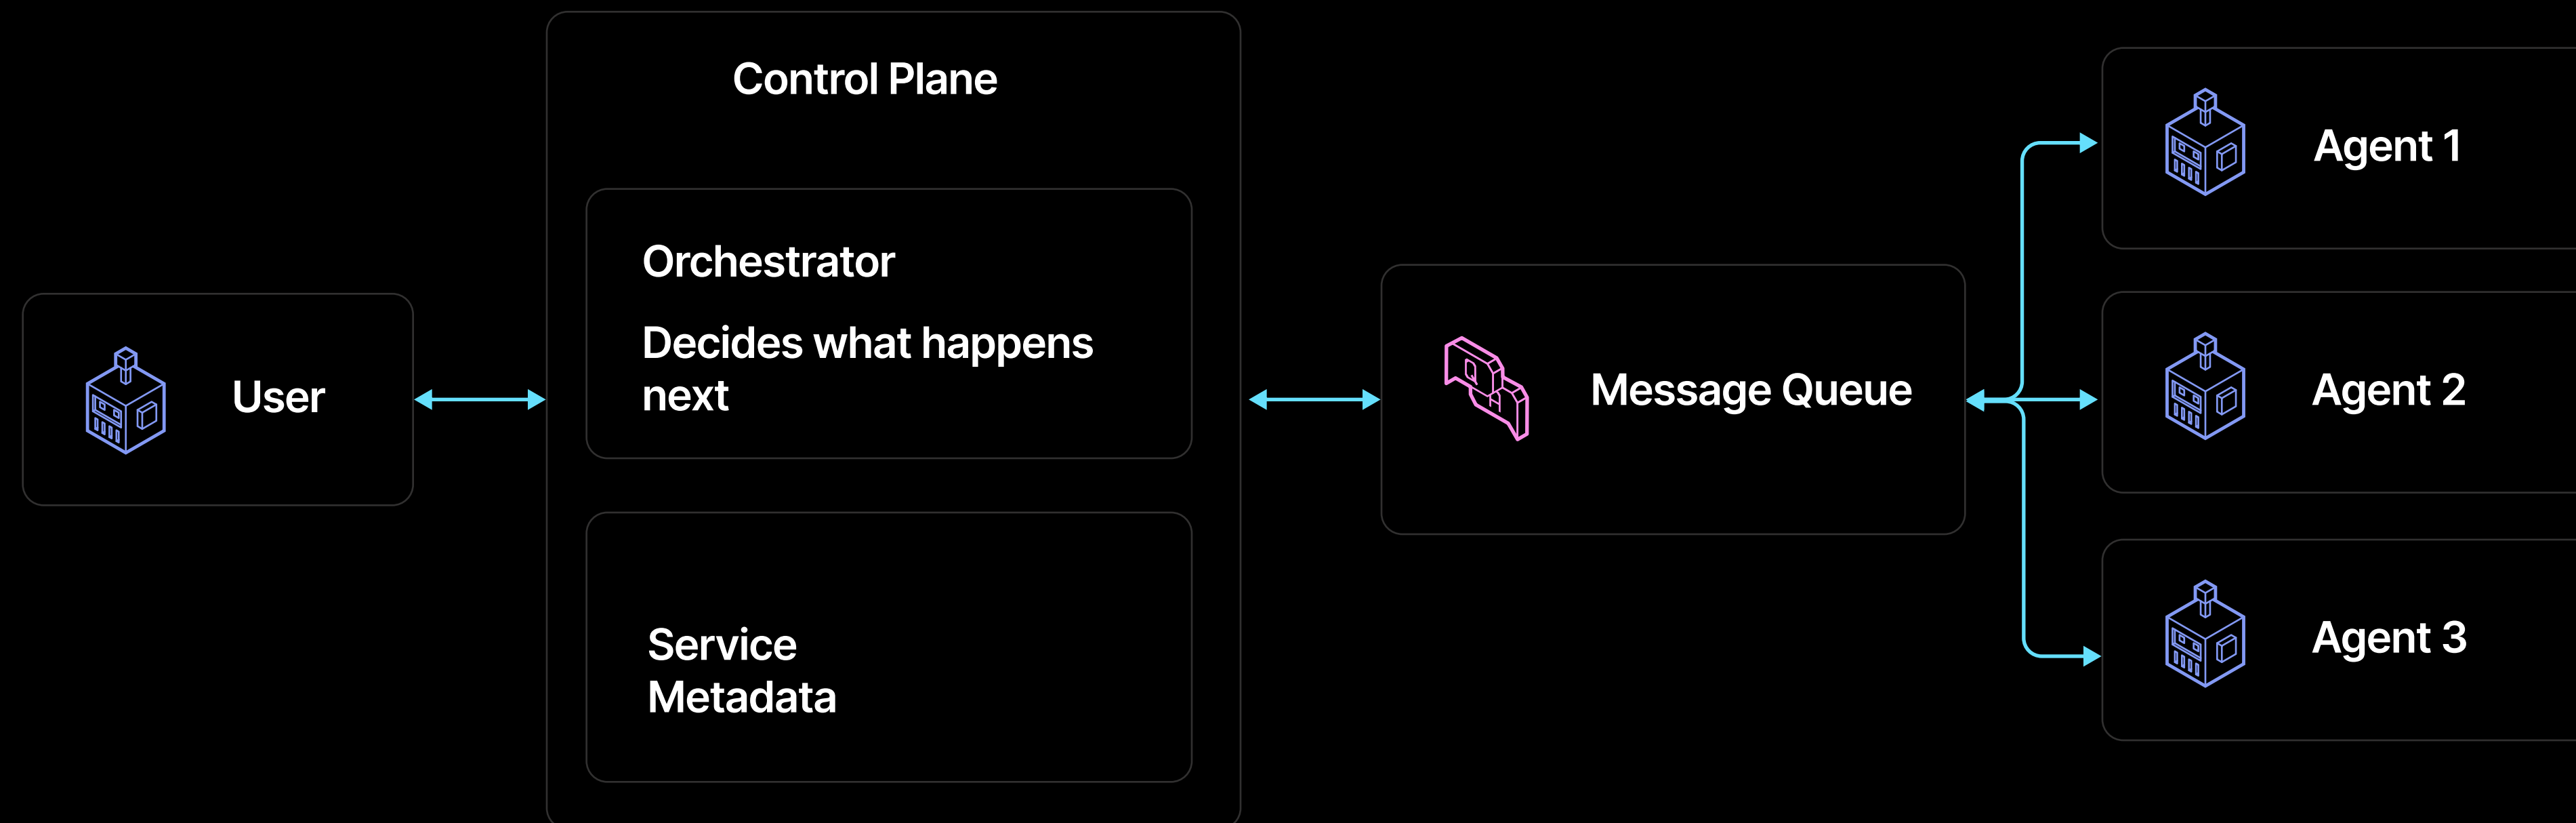 Control Plane
Orchestrator
Decides what happens
next
Service
Metadata
User
Message Queue
Agent 1
Agent 2
Agent 3